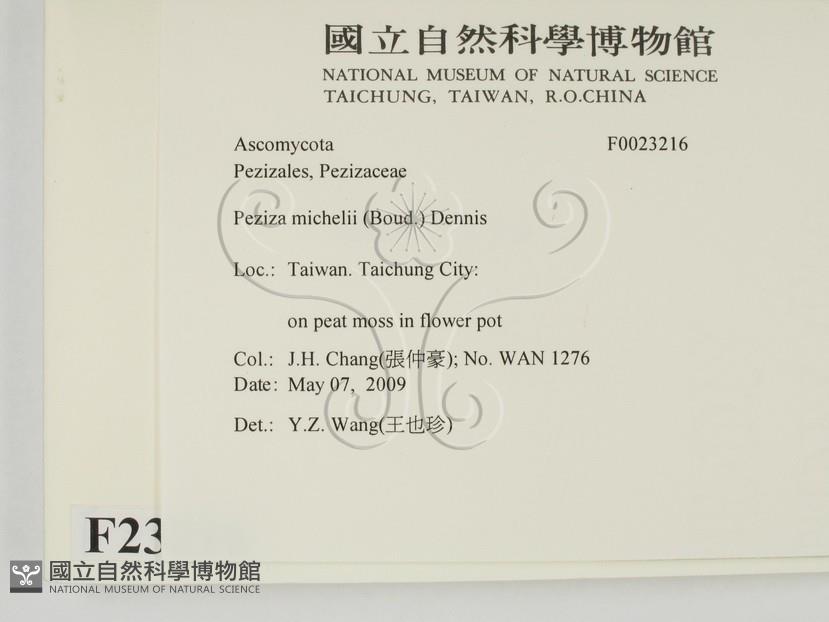 國立自然科學博物館
NATIONAL MUSEUM OF NATURAL SCIENCE
TAICHUNG, TAIWAN, R.O.CHINA
Ascomycota F0023216
Pezizales, Pezizaceae
Peziza michelii (Boud.) Dennis
Loc.: Taiwan. Taichung City:
on peat moss in flower pot
Col.: J.H. Chang(張仲豪); No. WAN 1276
Date: May 07, 2009
Det.: Y.Z. Wang(王也珍)
F23
國立自然科學博物館
NATIONAL MUSEUM OF NATURAL SCIENCE